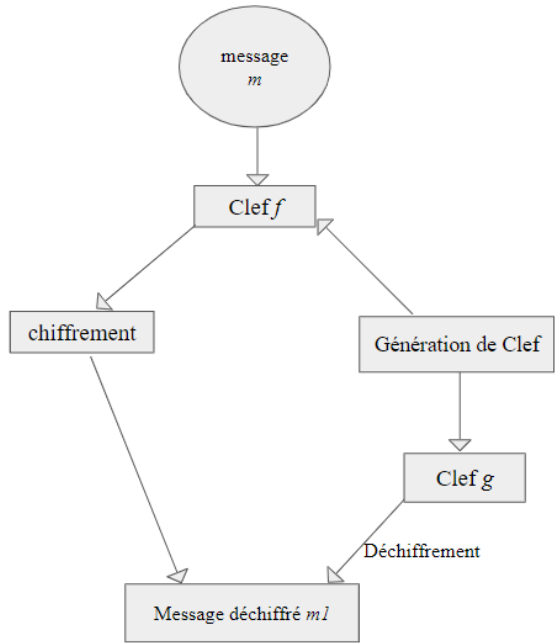 message
m
Clef f
chiffrement
Génération de Clef
Clef g
Déchiffrement
Message déchiffré m1